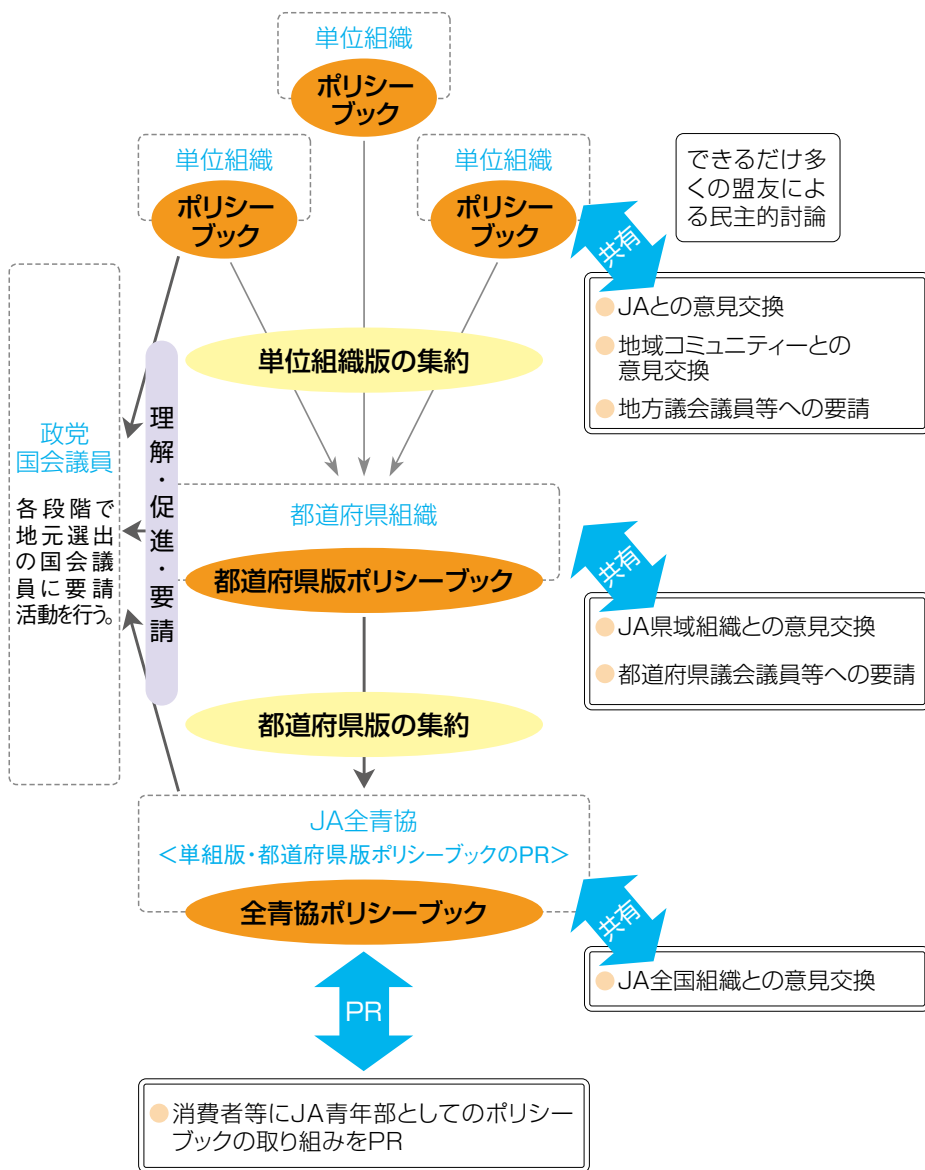 単位組織
ポリシー
ブック
単位組織
ポリシー
ブック
単位組織
ポリシー
ブック
できるだけ多
くの盟友によ
る民主的討論
共有
JAとの意見交換
地域コミュニティーとの
意見交換
地方議会議員等への要請
単位組織版の集約
政党
国会議員
各段階で
地元選出
の国会議
員に要請
活動を行う。
理解・促進・要請
都道府県組織
都道府県版ポリシーブック
共有
JA県域組織との意見交換
都道府県議会議員等への要請
都道府県版の集約
JA全青協
＜単組版・都道府県版ポリシーブックのPR＞
全青協ポリシーブック
共有
JA全国組織との意見交換
PR
消費者等にJA青年部としてのポリシー
ブックの取り組みをPR